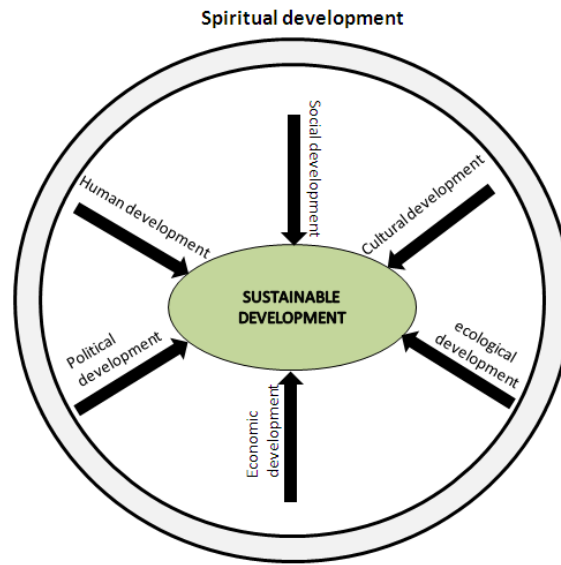 Spiritual development
Social development
Human development
Cultural development
SUSTAINABLE
DEVELOPMENT
Political
development
ecological
development
Economic
development